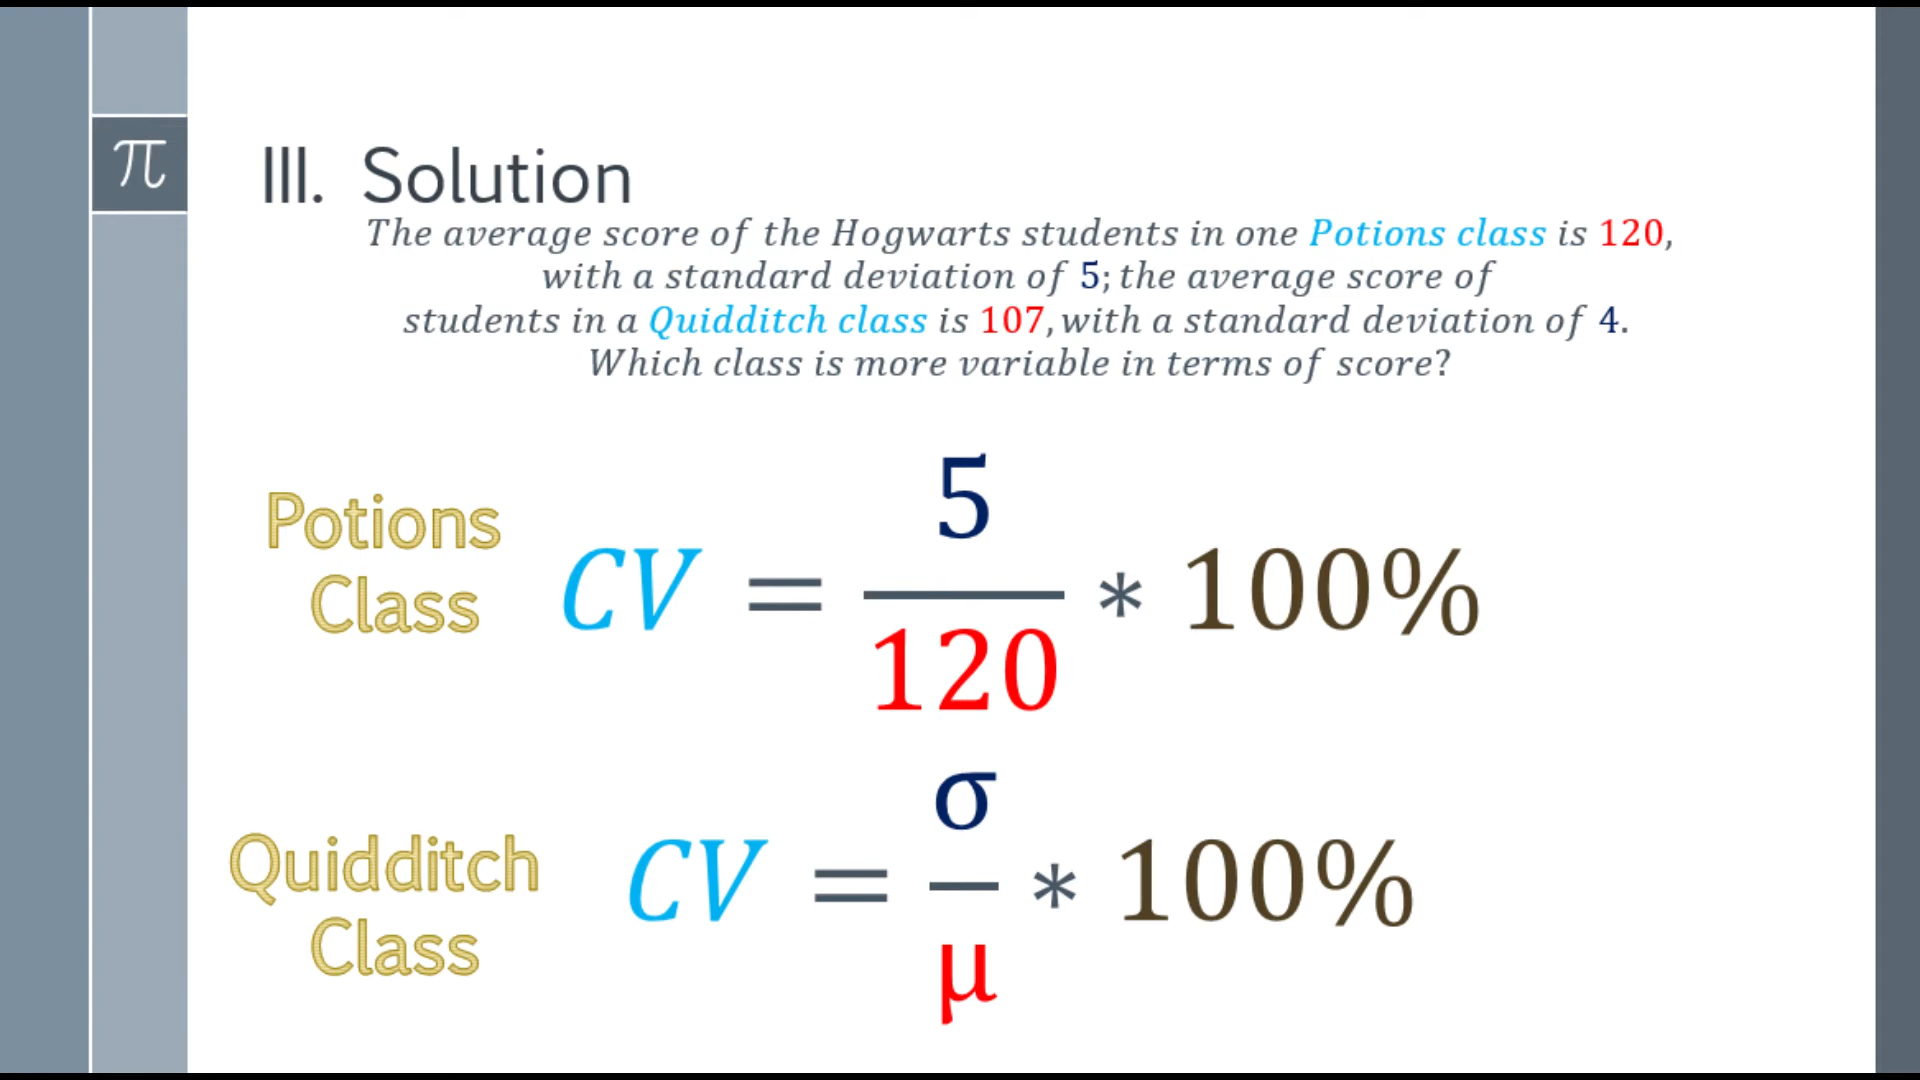 π
III. Solution
The average score of the Hogwarts students in one Potions class is 120,
with a standard deviation of 5; the average score of
students in a Quidditch class is 107, with a standard deviation of 4.
Which class is more variable in terms of score?
Potions
Class
CV = 5/120 * 100%
Quidditch
Class
CV = σ/μ * 100%